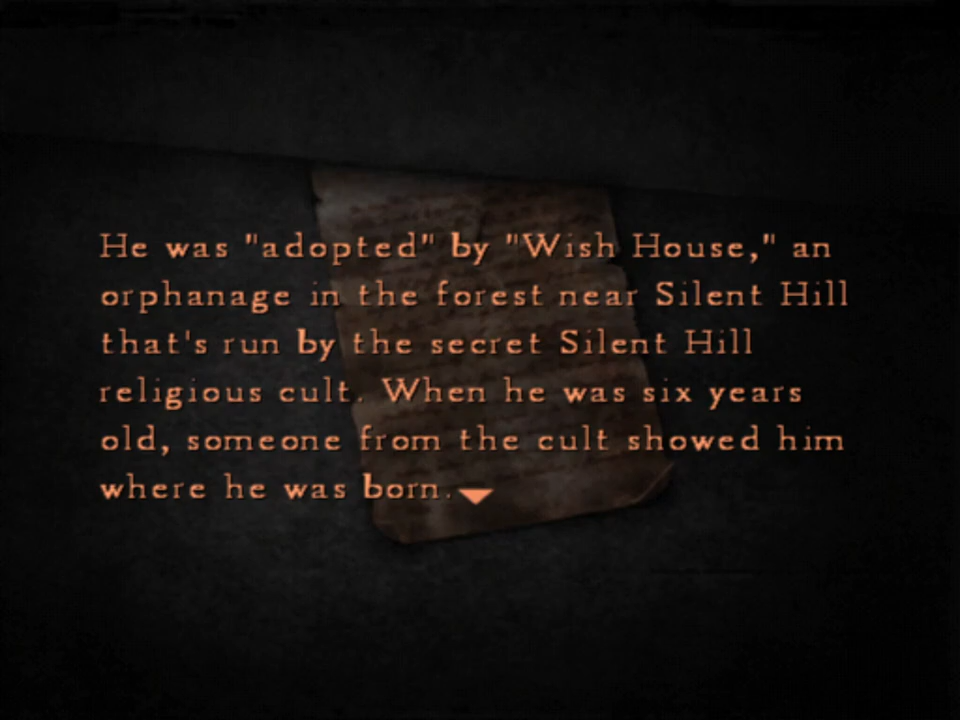 He was "adopted" by "Wish House," an
orphanage in the forest near Silent Hill
that's run by the secret Silent Hill
religious cult. When he was six years
old, someone from the cult showed him
where he was born.